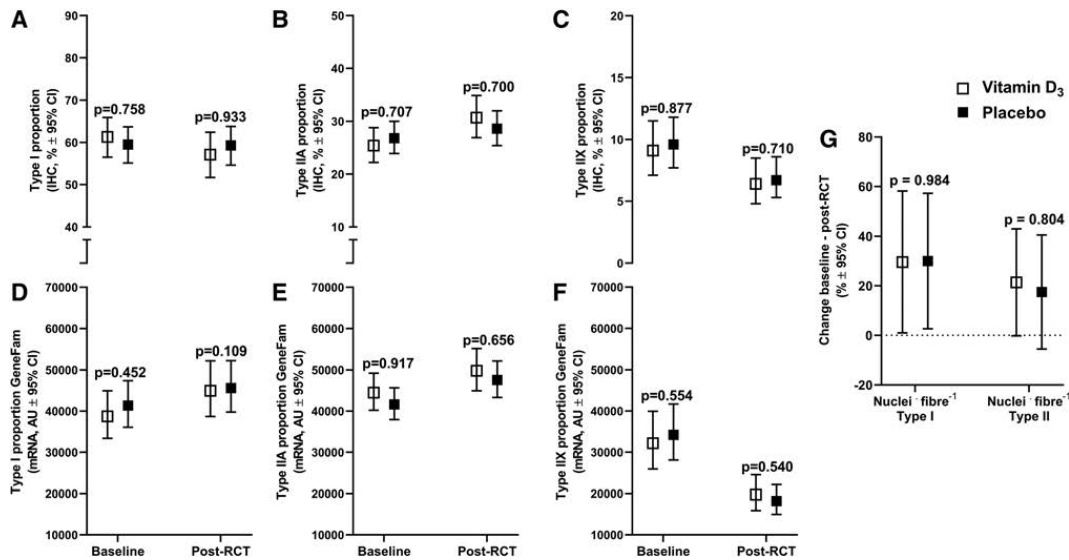 A
Type I proportion
(IHC, % ± 95% CI)
90
80
70
60
50
40
p=0.758
p=0.933
B
Type IIA proportion
(IHC, % ± 95% CI)
50
40
30
20
10
p=0.707
p=0.700
C
Type IIX proportion
(IHC, % ± 95% CI)
20
15
10
5
0
p=0.877
p=0.710
Vitamin D3
Placebo
D
Type I proportion GeneFam
(mRNA, AU ± 95% CI)
70000
60000
50000
40000
30000
20000
10000
p=0.452
p=0.109
Baseline
Post-RCT
E
Type IIA proportion GeneFam
(mRNA, AU ± 95% CI)
70000
60000
50000
40000
30000
20000
10000
p=0.917
p=0.656
Baseline
Post-RCT
F
Type IIX proportion GeneFam
(mRNA, AU ± 95% CI)
70000
60000
50000
40000
30000
20000
10000
p=0.554
p=0.540
Baseline
Post-RCT
G
Change baseline - post-RCT
(% ± 95% CI)
80
60
40
20
0
-20
p = 0.984
p = 0.804
Nuclei · fibre⁻¹
Type I
Nuclei · fibre⁻¹
Type II